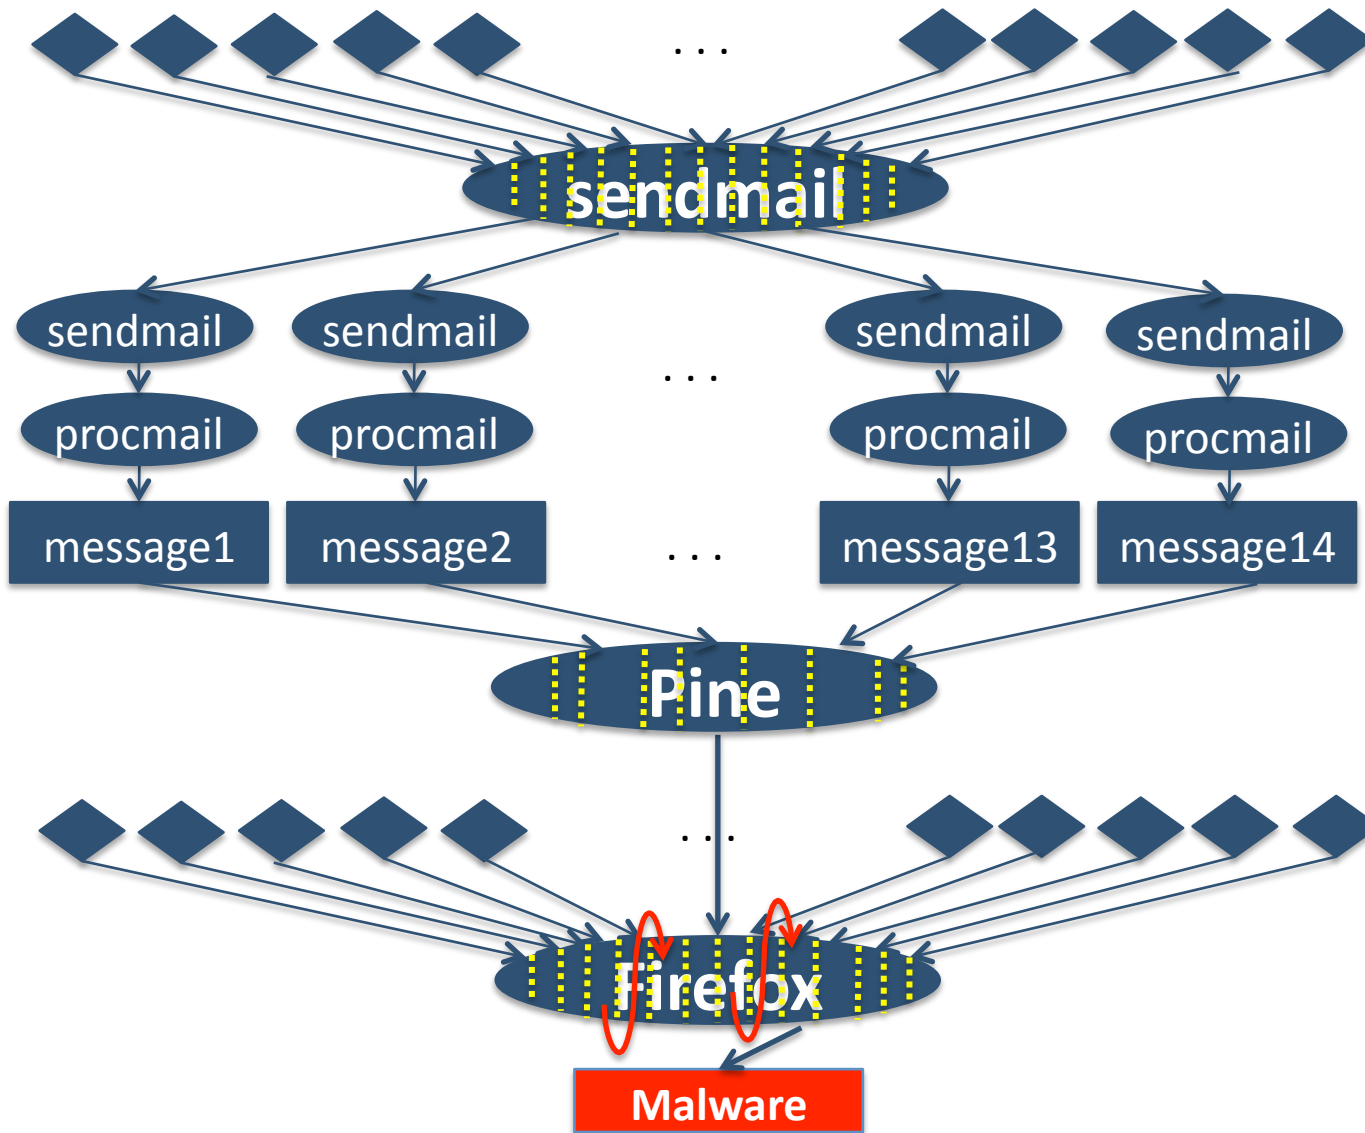 . . .
sendmail
sendmail
sendmail
sendmail
sendmail
. . .
procmail
procmail
procmail
procmail
message1
message2
. . .
message13
message14
Pine
. . .
Firefox
Malware